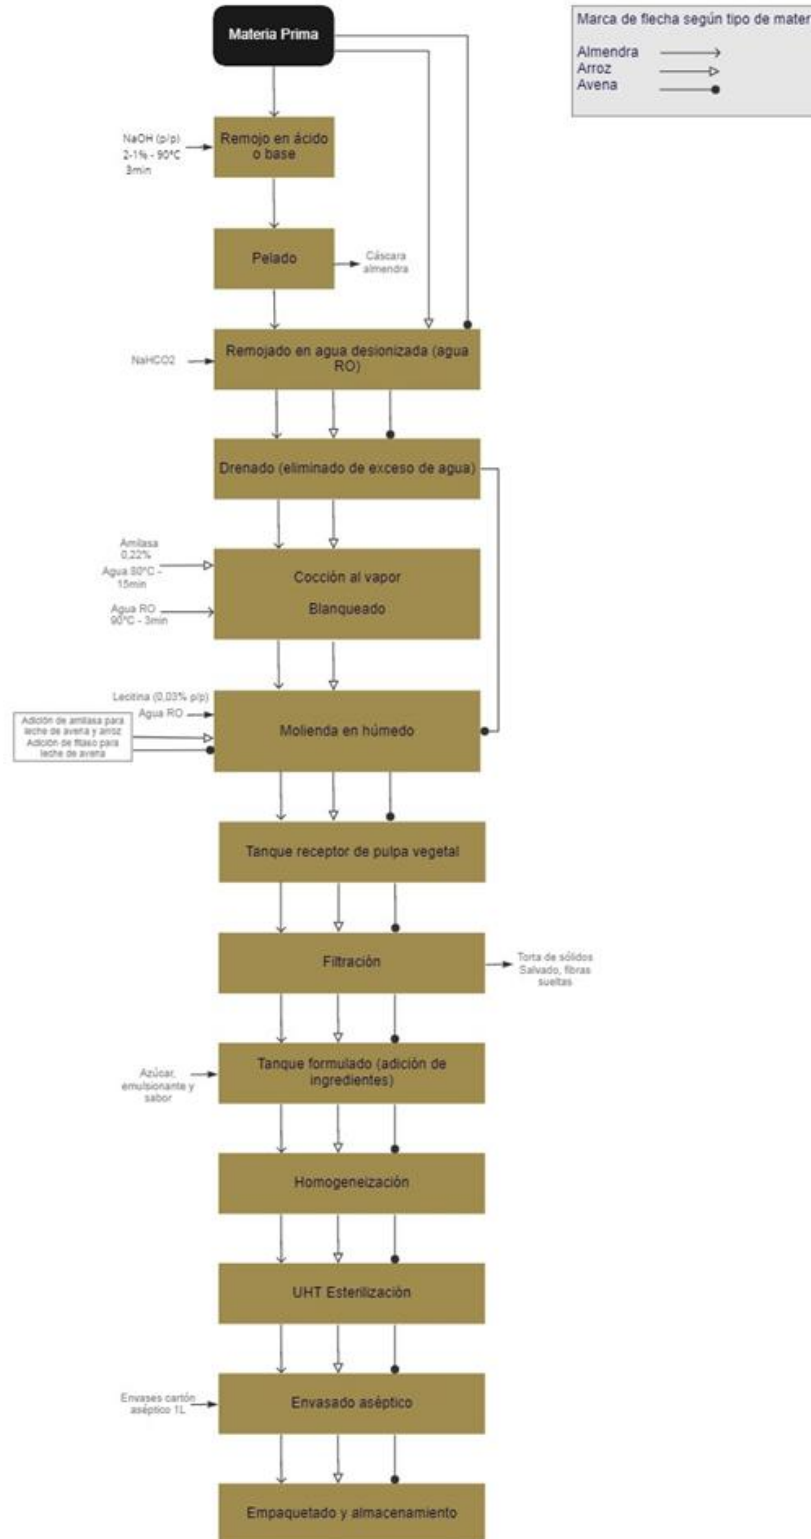 Materia Prima
Marca de flecha según tipo de mater
Almendra
Arroz
Avena
NaOH (p/p)
2-1% - 90°C
3min
Remojo en ácido
o base
Pelado
Cáscara
almendra
NaHCO2
Remojado en agua desionizada (agua
RO)
Drenado (eliminado de exceso de agua)
Amilasa
0,22%
Agua 80°C -
15min
Agua RO
90°C - 3min
Cocción al vapor
Blanqueado
Lecitina (0,03% p/p)
Agua RO
Adición de amilasa para
leche de avena y arroz
Adición de fitaso para
leche de avena
Molienda en húmedo
Tanque receptor de pulpa vegetal
Filtración
Torta de sólidos
Salvado, fibras
sueltas
Azúcar,
emulsionante y
sabor
Tanque formulado (adición de
ingredientes)
Homogeneización
UHT Esterilización
Envases cartón
aséptico 1L
Envasado aséptico
Empaquetado y almacenamiento